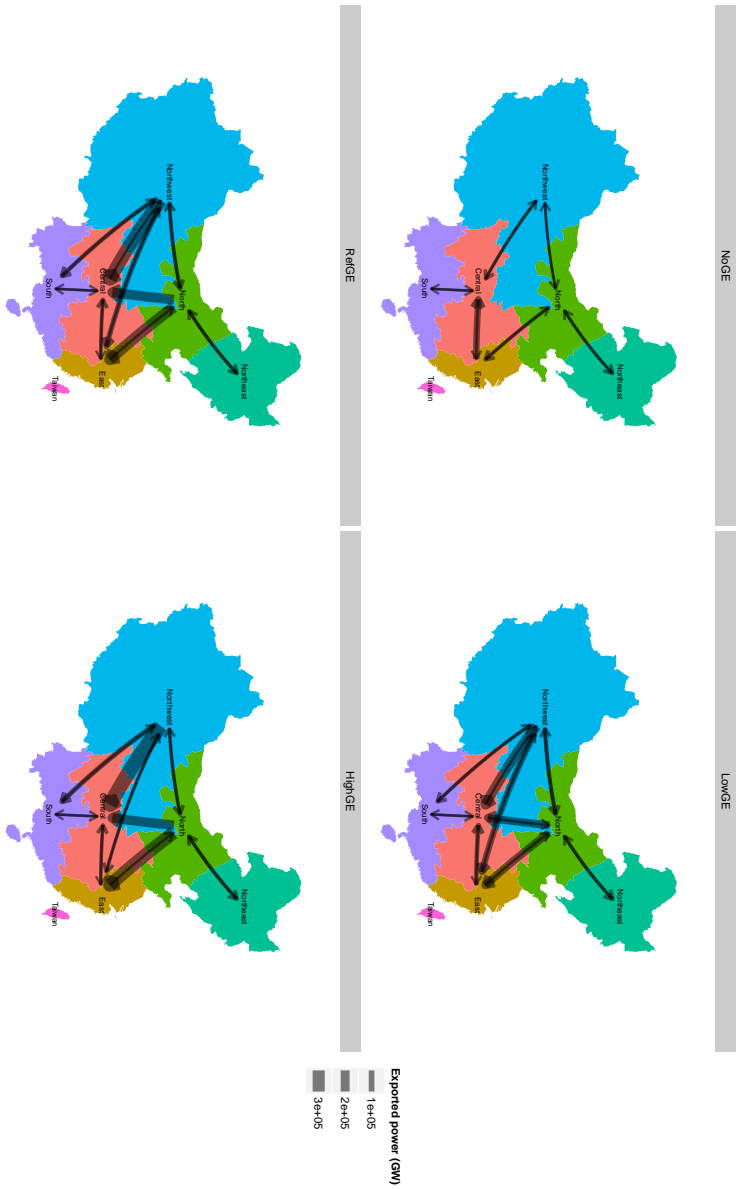 NoGE
LowGE
Northeast
North
Northwest
Central
East
South
Taiwan
Northeast
North
Northwest
Central
East
South
Taiwan
RefGE
HighGE
Northeast
North
Northwest
Central
East
South
Taiwan
Northeast
North
Northwest
Central
East
South
Taiwan
Exported power (GW)
1e+05
2e+05
3e+05